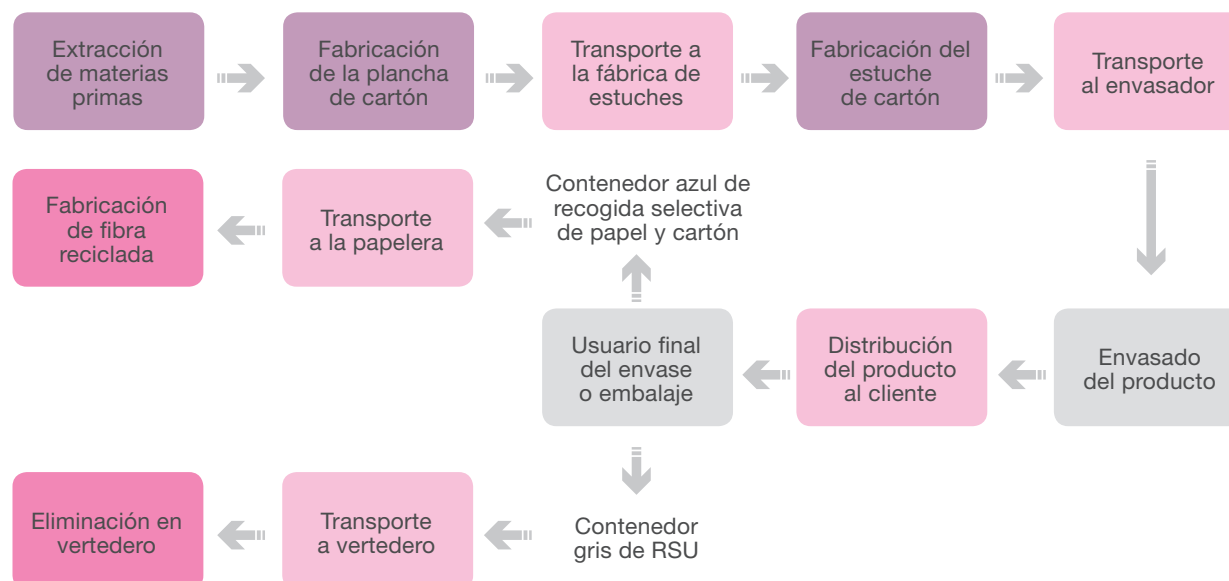 Extracción
de materias
primas
Fabricación
de la plancha
de cartón
Transporte a
la fábrica de
estuches
Fabricación del
estuche
de cartón
Transporte
al envasador
Fabricación
de fibra
reciclada
Transporte
a la papelera
Contenedor azul de
recogida selectiva
de papel y cartón
Usuario final
del envase
o embalaje
Distribución
del producto
al cliente
Envasado
del producto
Eliminación en
vertedero
Transporte
a vertedero
Contenedor
gris de RSU